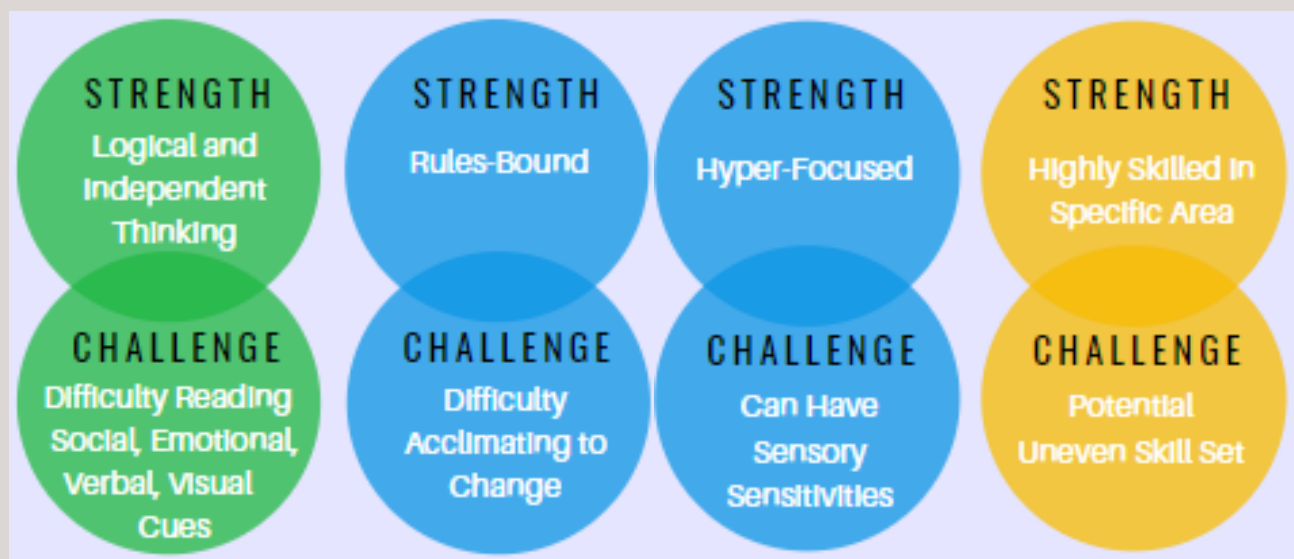 STRENGTH
Logical and
Independent
Thinking
CHALLENGE
Difficulty Reading
Social, Emotional,
Verbal, Visual
Cues
STRENGTH
Rules-Bound
CHALLENGE
Difficulty
Acclimating to
Change
STRENGTH
Hyper-Focused
CHALLENGE
Can Have
Sensory
Sensitivities
STRENGTH
Highly Skilled in
Specific Area
CHALLENGE
Potential
Uneven Skill Set